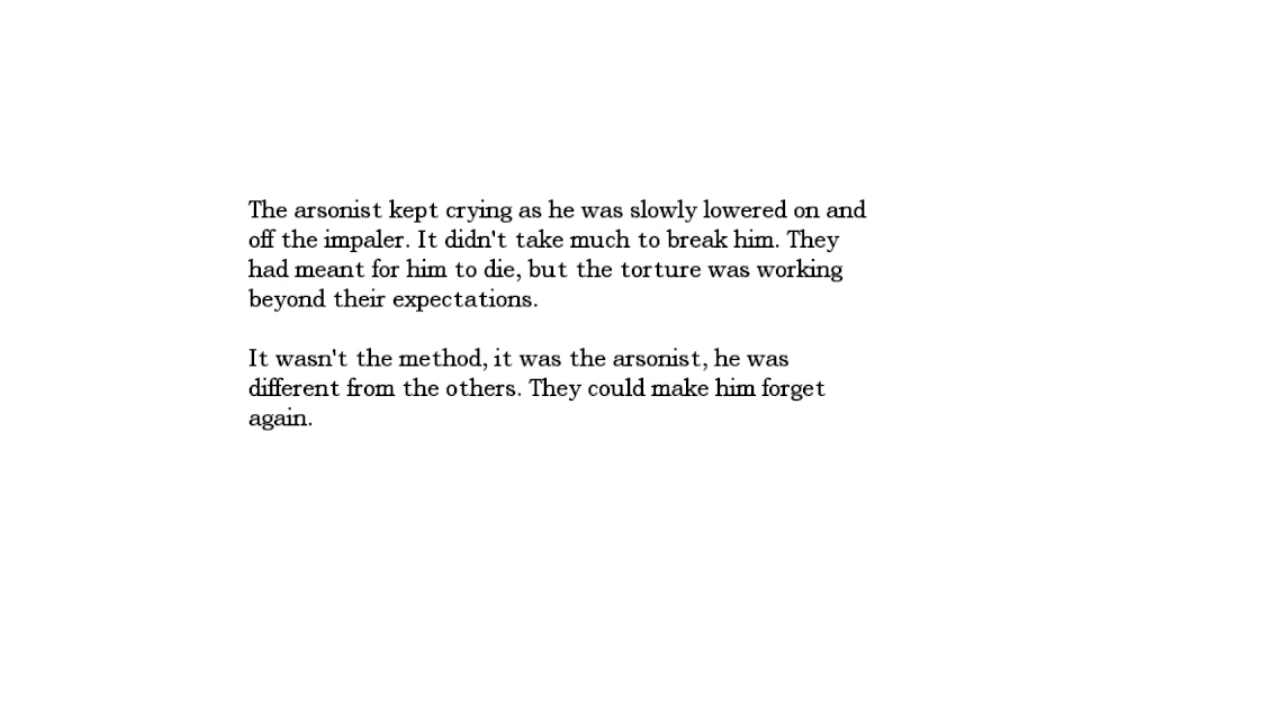 The arsonist kept crying as he was slowly lowered on and
off the impaler. It didn't take much to break him. They
had meant for him to die, but the torture was working
beyond their expectations.
It wasn't the method, it was the arsonist, he was
different from the others. They could make him forget
again.